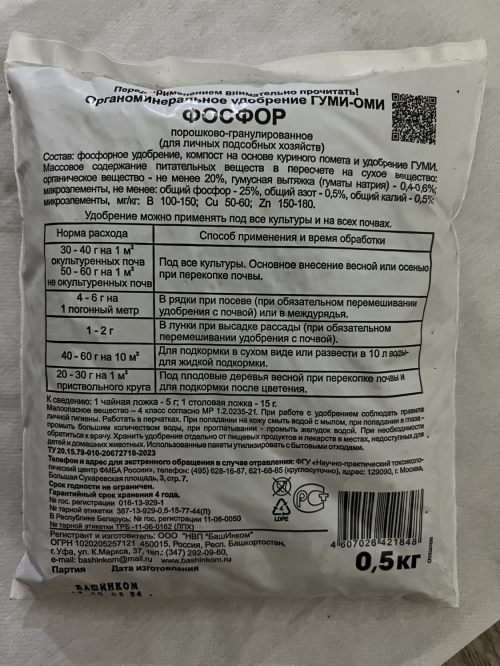 Перед применением внимательно прочитать!
Органоминеральное удобрение ГУМИ-ОМИ
ФОСФОР
порошково-гранулированное
(для личных подсобных хозяйств)
Состав: фосфорное удобрение, компост на основе куриного помета и удобрение ГУМИ.
Массовое содержание питательных веществ в пересчете на сухое вещество:
органическое вещество - не менее 20%, гумусная вытяжка (гуматы натрия) - 0,4-0,6%;
макроэлементы, не менее: общий фосфор - 25%, общий азот - 0,5%, общий калий - 0,5%
микроэлементы, мг/кг: B 100-150; Cu 50-60; Zn 150-180.
Удобрение можно применять под все культуры и на всех почвах.
Норма расхода Способ применения и время обработки
30 - 40 г на 1 м²
окультуренных почв
50 - 60 г на 1 м²
не окультуренных почв
Под все культуры. Основное внесение весной или осенью
при перекопке почвы.
4 - 6 г на
1 погонный метр
В рядки при посеве (при обязательном перемешивании
удобрения с почвой) или в междурядья.
1 - 2 г
В лунки при высадке рассады (при обязательном
перемешивании удобрения с почвой).
40 - 60 г на 10 м²
Для подкормки в сухом виде или развести в 10 л воды-
для жидкой подкормки.
20 - 30 г на 1 м²
приствольного круга
Под плодовые деревья весной при перекопке почвы и
для подкормки после цветения.
К сведению: 1 чайная ложка - 5 г; 1 столовая ложка - 15 г.
Малоопасное вещество – 4 класс согласно МР 1.2.0235-21. При работе с удобрением соблюдать правила
личной гигиены. Работать в перчатках. При попадании на кожу смыть водой с мылом, при попадании в глаза -
промыть большим количеством воды, при проглатывании - промыть желудок водой. При необходимости
обратиться к врачу. Хранить удобрение отдельно от пищевых продуктов и лекарств в местах, недоступных для
детей и домашних животных. Использованные пакеты утилизировать с бытовыми отходами.
ТУ 20.15.79-010-20672718-2023
Телефон и адрес для экстренного обращения в случае отравления: ФГУ «Научно-практический токсиколо-
гический центр ФМБА России», телефон: (495) 628-16-87, 621-68-85 (круглосуточно), адрес: 129090, г. Москва,
Большая Сухаревская площадь, 3, стр. 7.
Срок годности не ограничен.
Гарантийный срок хранения 4 года.
№ гос. регистрации 016-13-929-1
№ тарной этикетки 387-13-929-0,5-15-77-44(Л)
В Республике Беларусь: № гос. регистрации 11-06-0050
№ тарной этикетки ТРБ -11-06-0162 (ЛПХ)
Регистрант и изготовитель: ООО "НВП "БашИнком"
ОГРН 1020205257121 450015, Россия, Респ. Башкортостан,
г. Уфа, ул. К.Маркса, 37, тел.: (347) 292-09-60,
e-mail: bashinkom@mail.ru bashinkom.ru
Партия Дата изготовления
БАШИНКОМ
4
LDPE
РСТ
4 607026 421848
0,5 кг